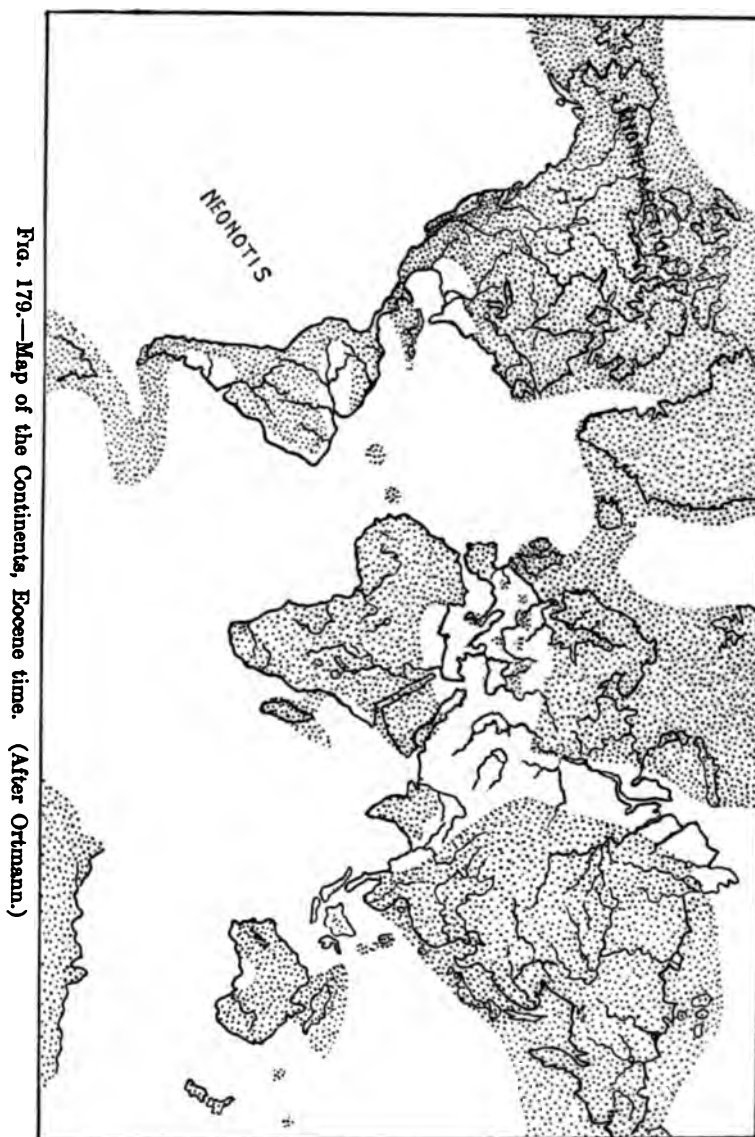 NEONOTIS
FIG. 179.—Map of the Continents, Eocene time. (After Ortmann.)